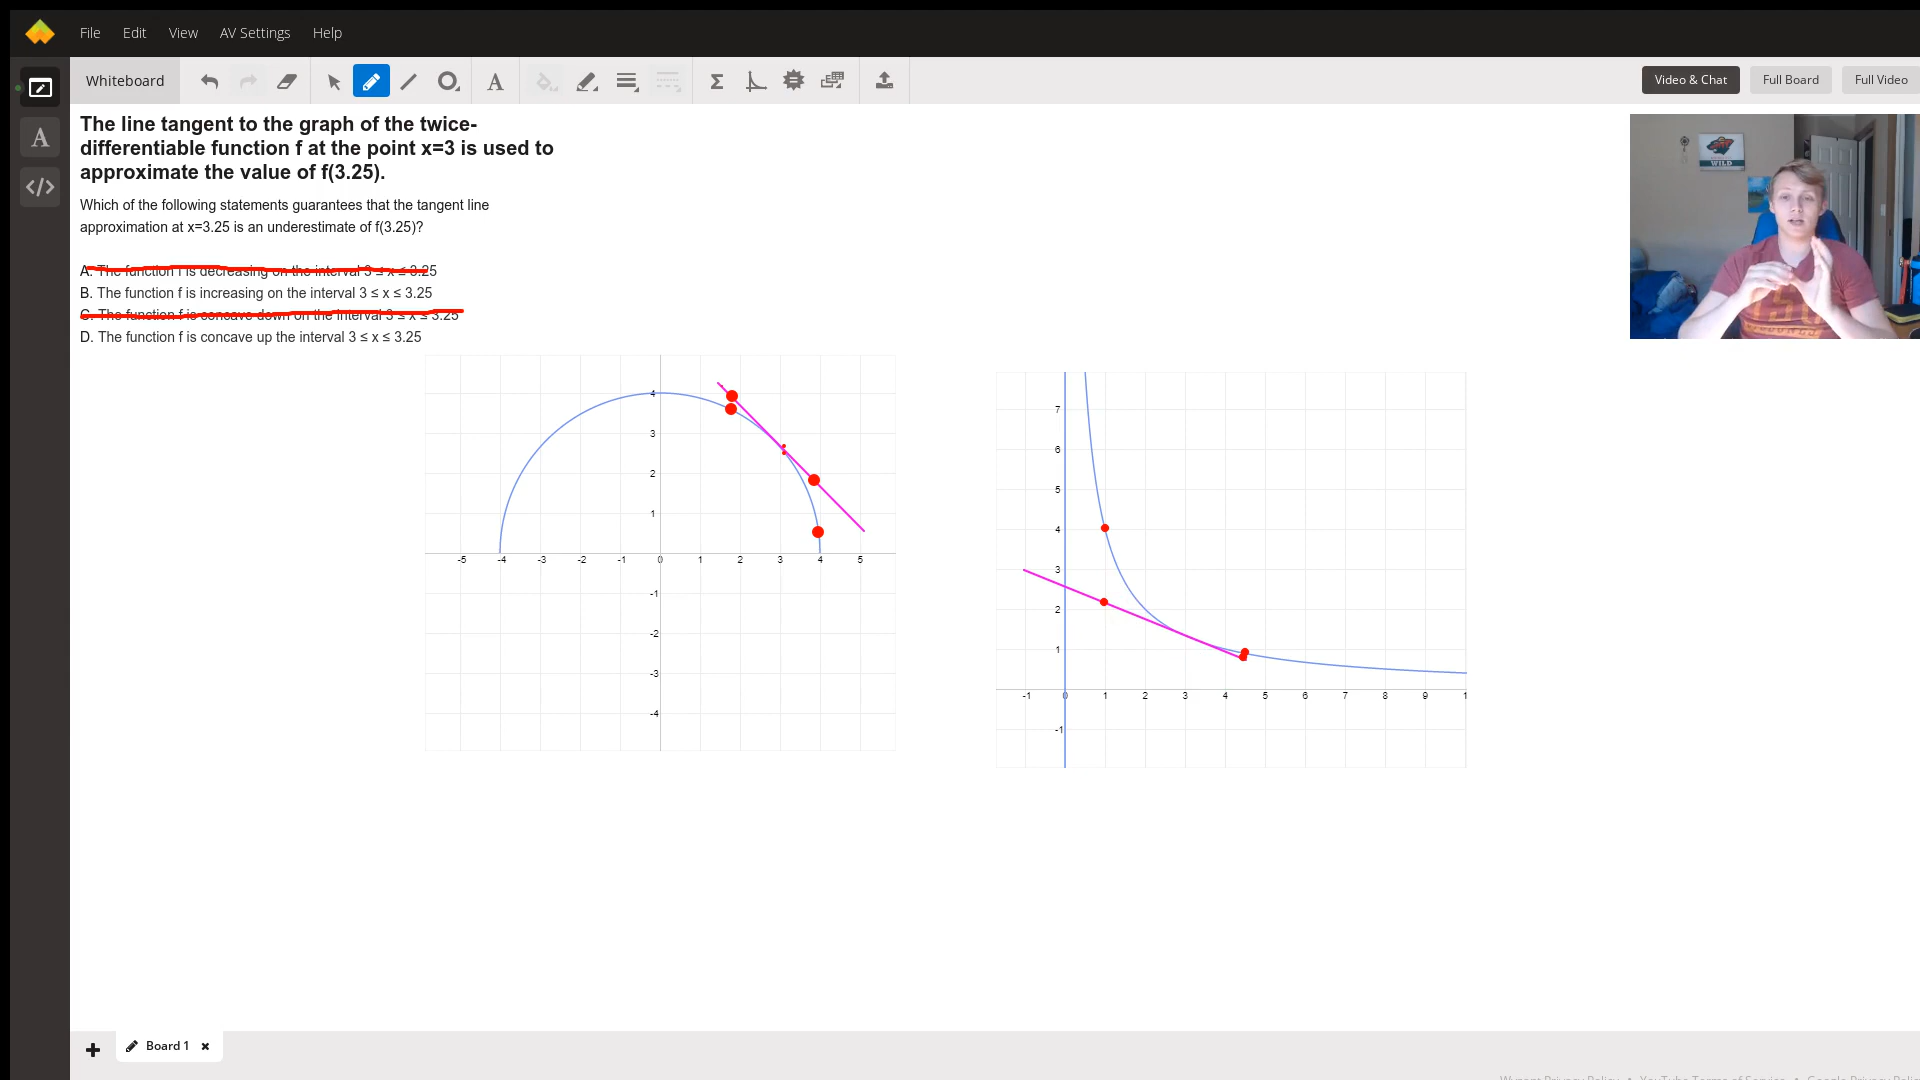 File Edit View AV Settings Help
Whiteboard
A
Σ
Video & Chat Full Board Full Video
The line tangent to the graph of the twice-
differentiable function f at the point x=3 is used to
approximate the value of f(3.25).
Which of the following statements guarantees that the tangent line
approximation at x=3.25 is an underestimate of f(3.25)?
A. The function f is decreasing on the interval 3 ≤ x ≤ 3.25
B. The function f is increasing on the interval 3 ≤ x ≤ 3.25
C. The function f is concave down on the interval 3 ≤ x ≤ 3.25
D. The function f is concave up the interval 3 ≤ x ≤ 3.25
A
</>
WILD
4
3
2
1
-5 -4 -3 -2 -1 0 1 2 3 4 5
-1
-2
-3
-4
7
6
5
4
3
2
1
-1 0 1 2 3 4 5 6 7 8 9 1
-1
Board 1